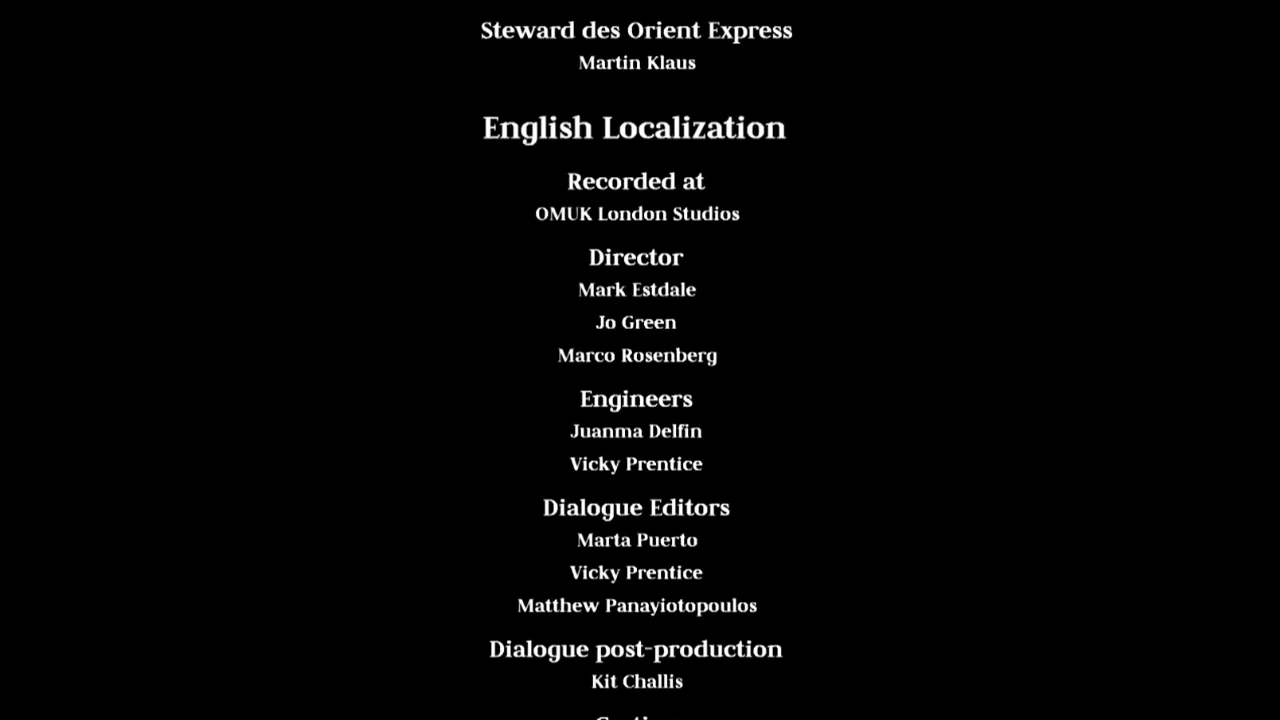 Steward des Orient Express
Martin Klaus
English Localization
Recorded at
OMUK London Studios
Director
Mark Estdale
Jo Green
Marco Rosenberg
Engineers
Juanma Delfin
Vicky Prentice
Dialogue Editors
Marta Puerto
Vicky Prentice
Matthew Panayiotopoulos
Dialogue post-production
Kit Challis